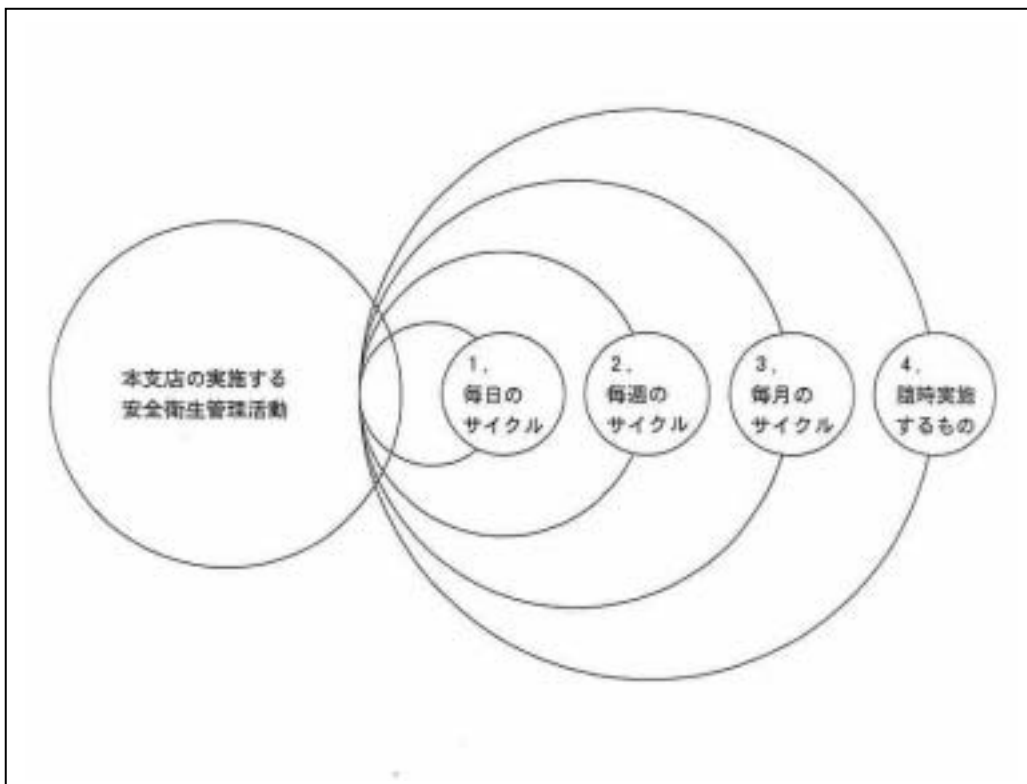 本支店の実施する
安全衛生管理活動
1.
毎日の
サイクル
2.
毎週の
サイクル
3.
毎月の
サイクル
4.
臨時実施
するもの